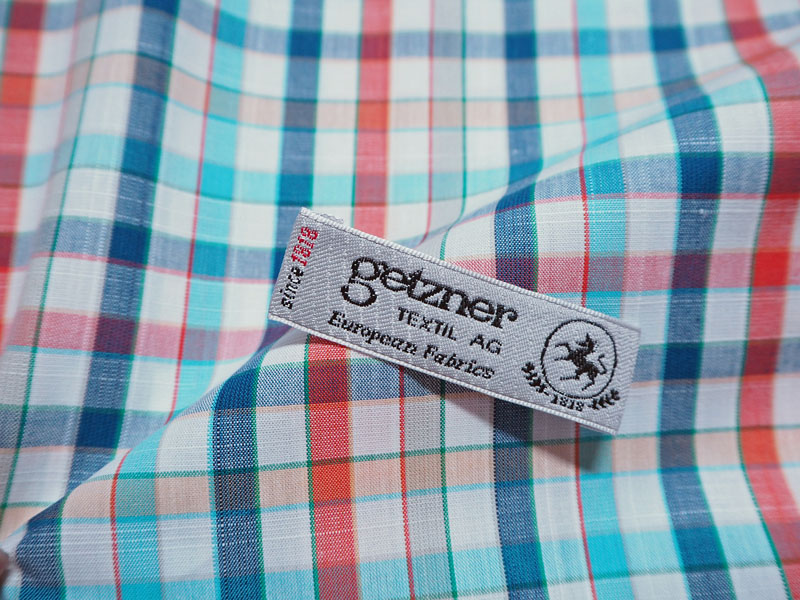 since 1818
getzner
TEXTIL AG
European Fabrics
1818